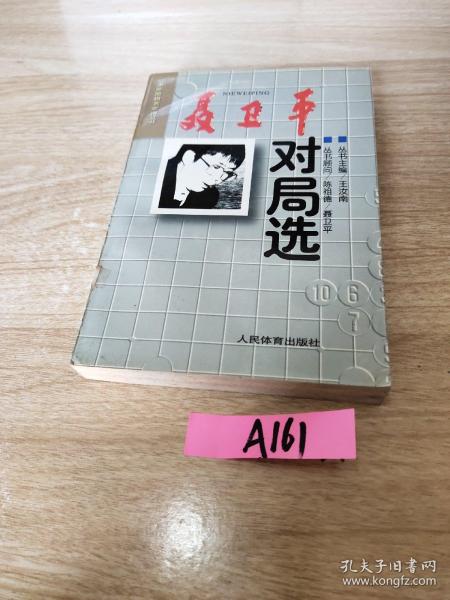 NIEWEIPING
聂卫平
对局选
丛书主编/王汝南
丛书顾问/陈祖德/聂卫平
10 6
7
人民体育出版社
A161
孔夫子旧书网
www.kongfz.com